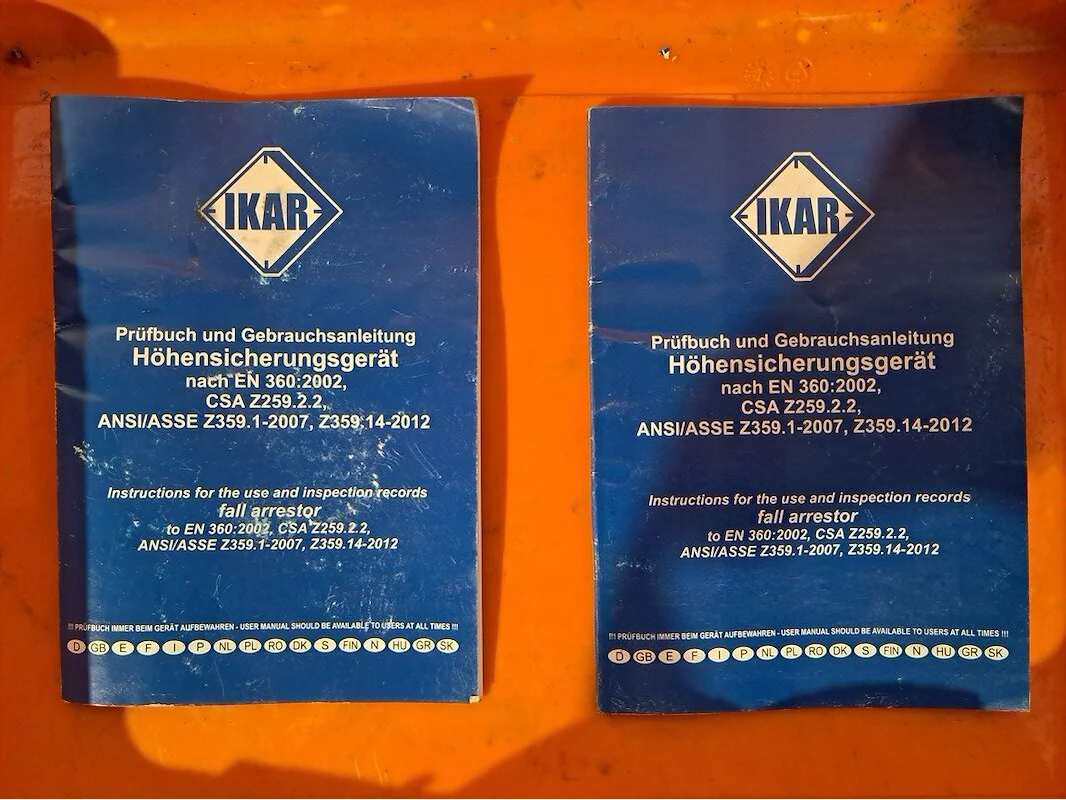 IKAR
Prüfbuch und Gebrauchsanleitung
Höhensicherungsgerät
nach EN 360:2002,
CSA Z259.2.2,
ANSI/ASSE Z359.1-2007, Z359.14-2012
Instructions for the use and inspection records
fall arrestor
to EN 360:2002, CSA Z259.2.2,
ANSI/ASSE Z359.1-2007, Z359.14-2012
!!! PRÜFBUCH IMMER BEIM GERÄT AUFBEWAHREN - USER MANUAL SHOULD BE AVAILABLE TO USERS AT ALL TIMES !!!
D GB E F I P NL PL RO DK S FIN N HU GR SK
IKAR
Prüfbuch und Gebrauchsanleitung
Höhensicherungsgerät
nach EN 360:2002,
CSA Z259.2.2,
ANSI/ASSE Z359.1-2007, Z359.14-2012
Instructions for the use and inspection records
fall arrestor
to EN 360:2002, CSA Z259.2.2,
ANSI/ASSE Z359.1-2007, Z359.14-2012
!!! PRÜFBUCH IMMER BEIM GERÄT AUFBEWAHREN - USER MANUAL SHOULD BE AVAILABLE TO USERS AT ALL TIMES !!!
D GB E F I P NL PL RO DK S FIN N HU GR SK